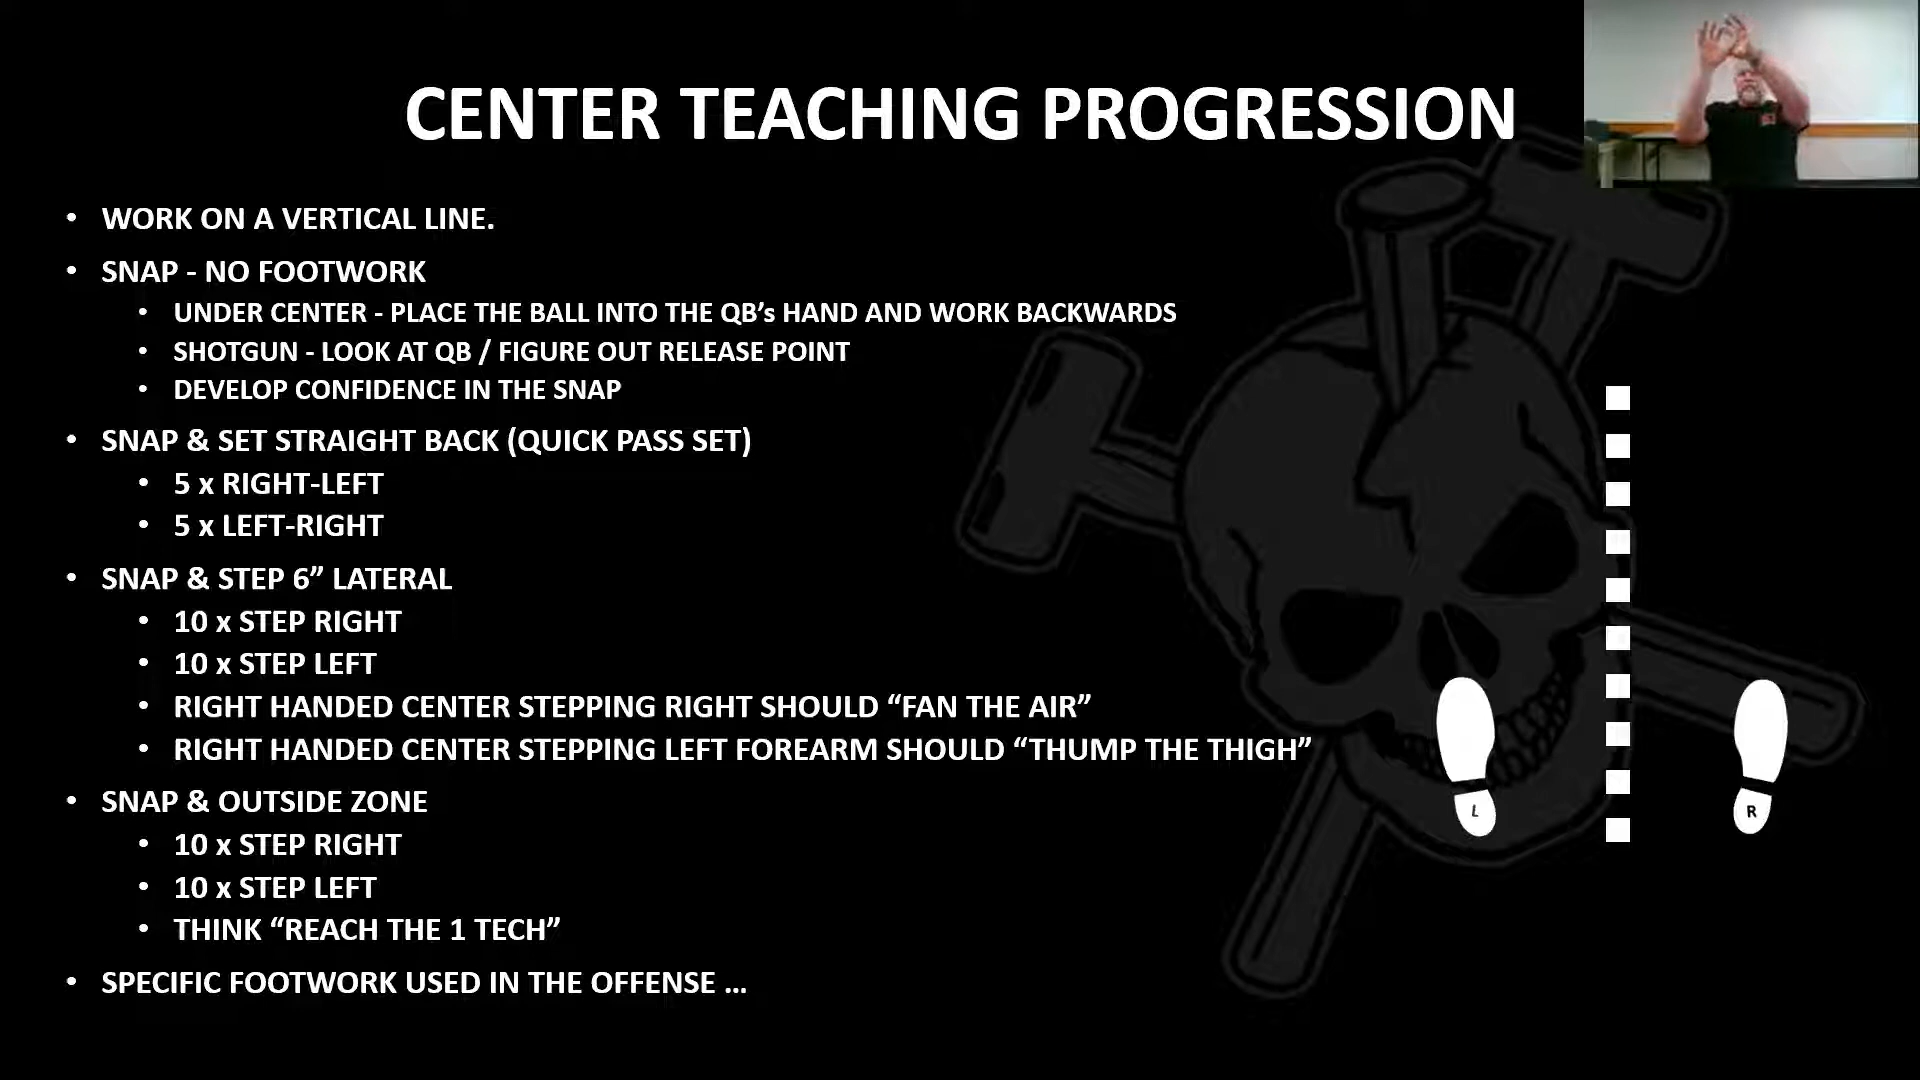 CENTER TEACHING PROGRESSION
• WORK ON A VERTICAL LINE.
• SNAP - NO FOOTWORK
• UNDER CENTER - PLACE THE BALL INTO THE QB’s HAND AND WORK BACKWARDS
• SHOTGUN - LOOK AT QB / FIGURE OUT RELEASE POINT
• DEVELOP CONFIDENCE IN THE SNAP
• SNAP & SET STRAIGHT BACK (QUICK PASS SET)
• 5 x RIGHT-LEFT
• 5 x LEFT-RIGHT
• SNAP & STEP 6” LATERAL
• 10 x STEP RIGHT
• 10 x STEP LEFT
• RIGHT HANDED CENTER STEPPING RIGHT SHOULD “FAN THE AIR”
• RIGHT HANDED CENTER STEPPING LEFT FOREARM SHOULD “THUMP THE THIGH”
• SNAP & OUTSIDE ZONE
• 10 x STEP RIGHT
• 10 x STEP LEFT
• THINK “REACH THE 1 TECH”
• SPECIFIC FOOTWORK USED IN THE OFFENSE ...
L
R